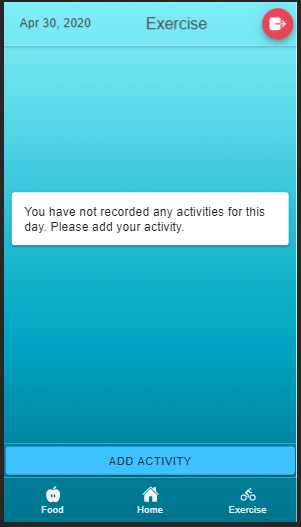 Apr 30, 2020
Exercise
You have not recorded any activities for this
day. Please add your activity.
ADD ACTIVITY
Food
Home
Exercise